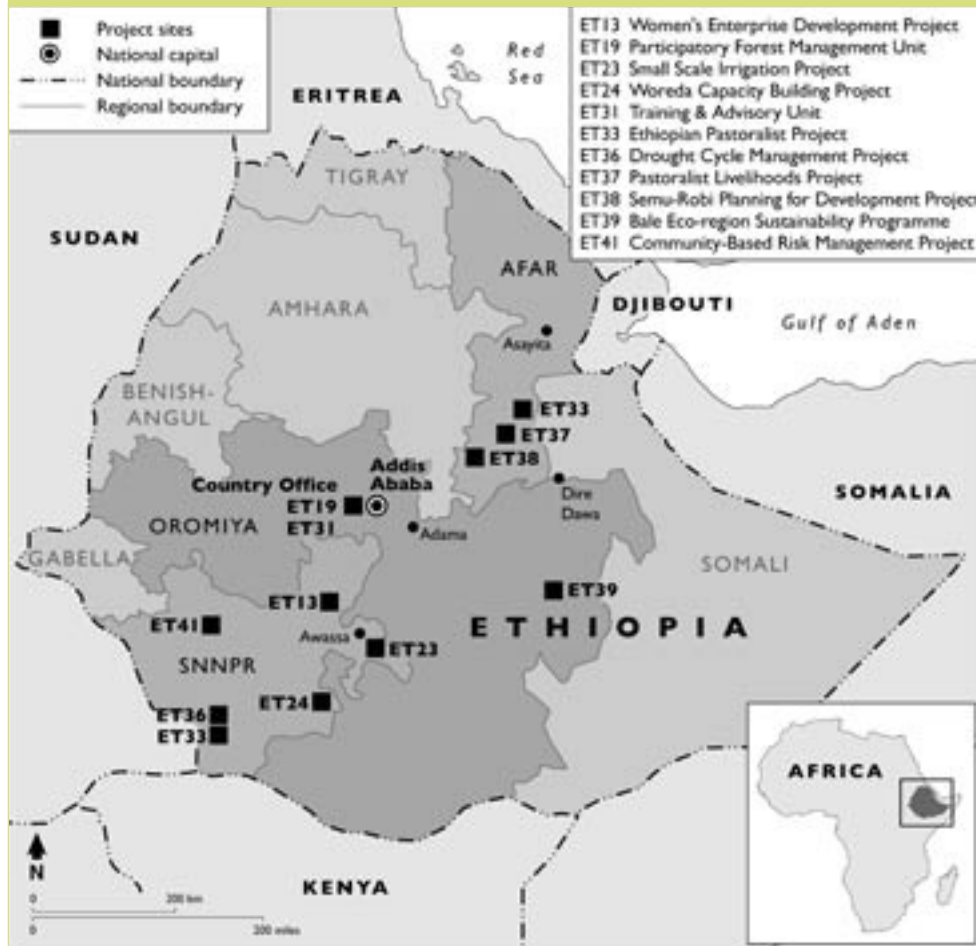 Project sites
National capital
National boundary
Regional boundary
ET13 Women's Enterprise Development Project
ET19 Participatory Forest Management Unit
ET23 Small Scale Irrigation Project
ET24 Woreda Capacity Building Project
ET31 Training & Advisory Unit
ET33 Ethiopian Pastoralist Project
ET36 Drought Cycle Management Project
ET37 Pastoralist Livelihoods Project
ET38 Semu-Robi Planning for Development Project
ET39 Bale Eco-region Sustainability Programme
ET41 Community-Based Risk Management Project
Red
Sea
ERITREA
TIGRAY
SUDAN
AFAR
AMHARA
DJIBOUTI
Gulf of Aden
Asayita
BENISH-
ANGUL
ET33
ET37
ET38
Addis
Ababa
Country Office
ET19
ET31
Dire
Dawa
SOMALIA
OROMIYA
Adama
GABELLA
SOMALI
ET39
ET13
ET41
Awassa
ETHIOPIA
ET23
SNNPR
ET24
ET36
ET33
AFRICA
N
KENYA
0
200 km
0
200 miles